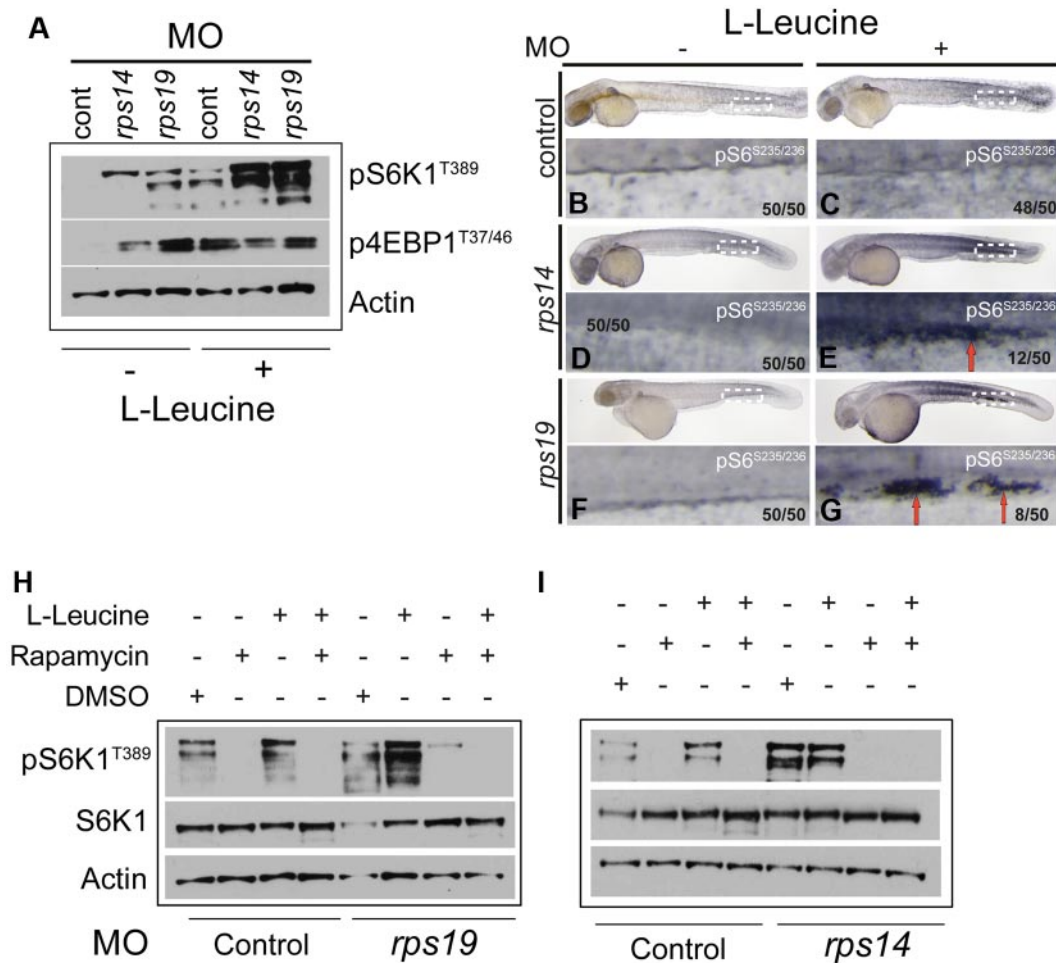 A
MO
cont
rps14
rps19
cont
rps14
rps19
pS6K1T389
p4EBP1T37/46
Actin
- +
L-Leucine
L-Leucine
MO - +
control
pS6S235/236
B
50/50
pS6S235/236
C
48/50
rps14
pS6S235/236
50/50
D
50/50
pS6S235/236
E
12/50
rps19
pS6S235/236
F
50/50
pS6S235/236
G
8/50
H
L-Leucine - - + + - + - +
Rapamycin - + - + - - + +
DMSO + - - - + - - -
pS6K1T389
S6K1
Actin
MO Control rps19
I
- - + + - + - +
- + - + - - + +
+ - - - + - - -
Control rps14